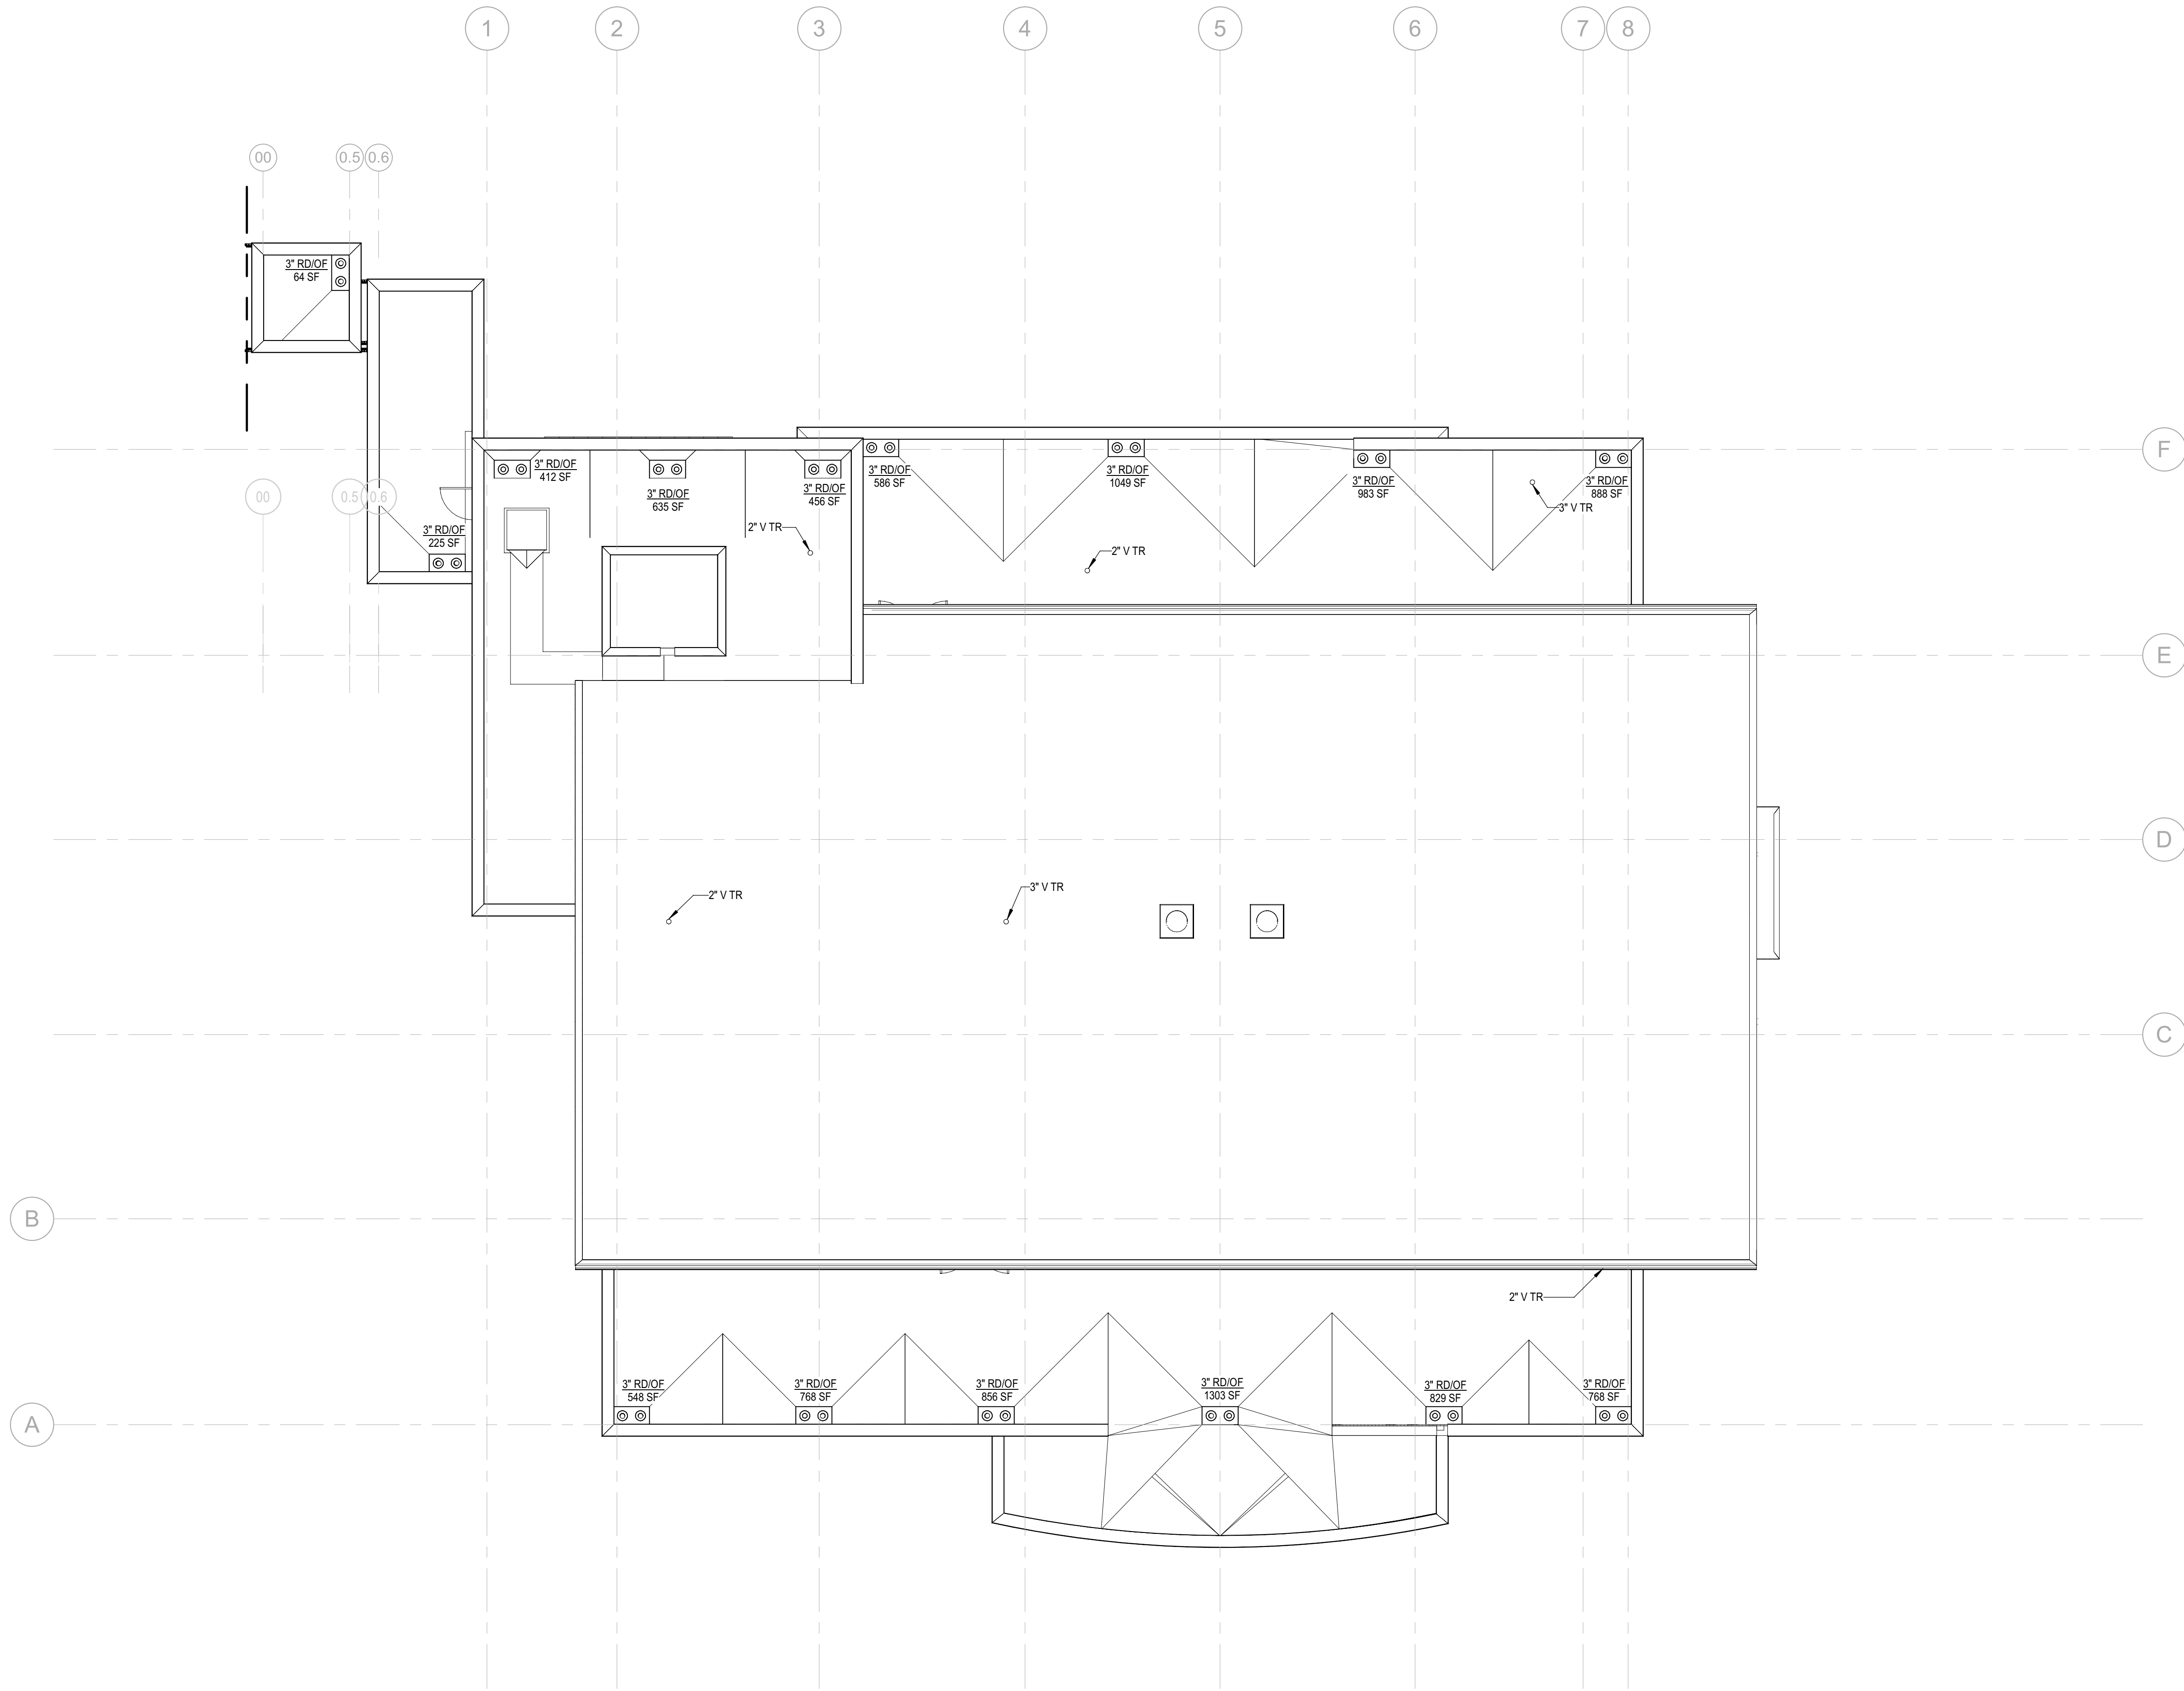 1
2
3
4
5
6
7
8
00
0.5
0.6
3" RD/OF
64 SF
F
3" RD/OF
412 SF
3" RD/OF
635 SF
3" RD/OF
456 SF
3" RD/OF
586 SF
3" RD/OF
1049 SF
3" RD/OF
983 SF
3" RD/OF
888 SF
00
0.5
0.6
3" V TR
3" RD/OF
225 SF
2" V TR
2" V TR
E
D
2" V TR
3" V TR
C
B
2" V TR
3" RD/OF
548 SF
3" RD/OF
768 SF
3" RD/OF
856 SF
3" RD/OF
1303 SF
3" RD/OF
829 SF
3" RD/OF
768 SF
A